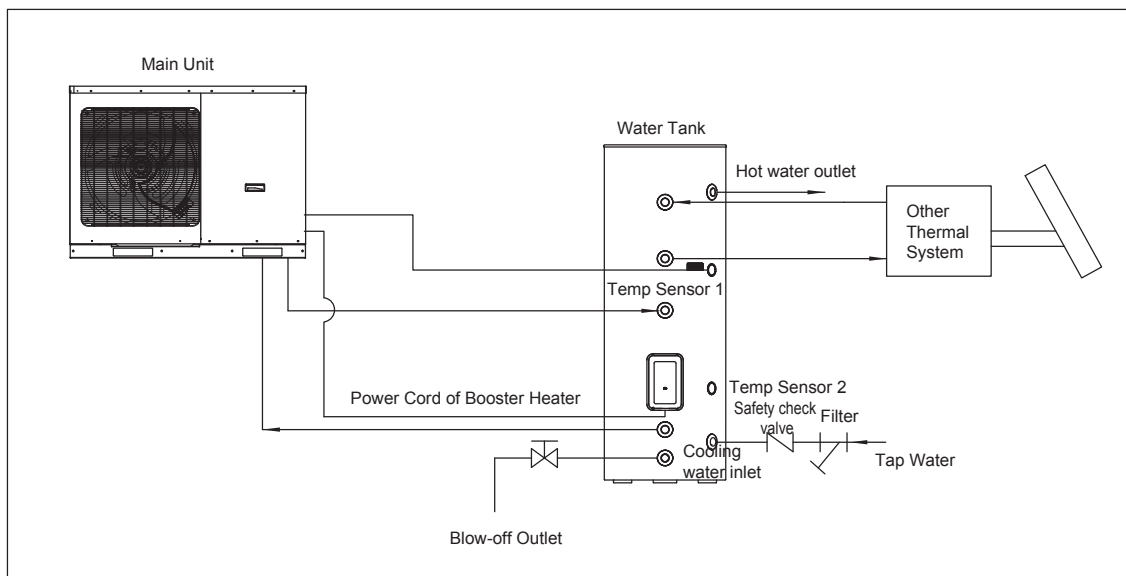 Main Unit
Water Tank
Hot water outlet
Other
Thermal
System
Temp Sensor 1
Power Cord of Booster Heater
Temp Sensor 2
Safety check
valve
Filter
Cooling
water inlet
Tap Water
Blow-off Outlet